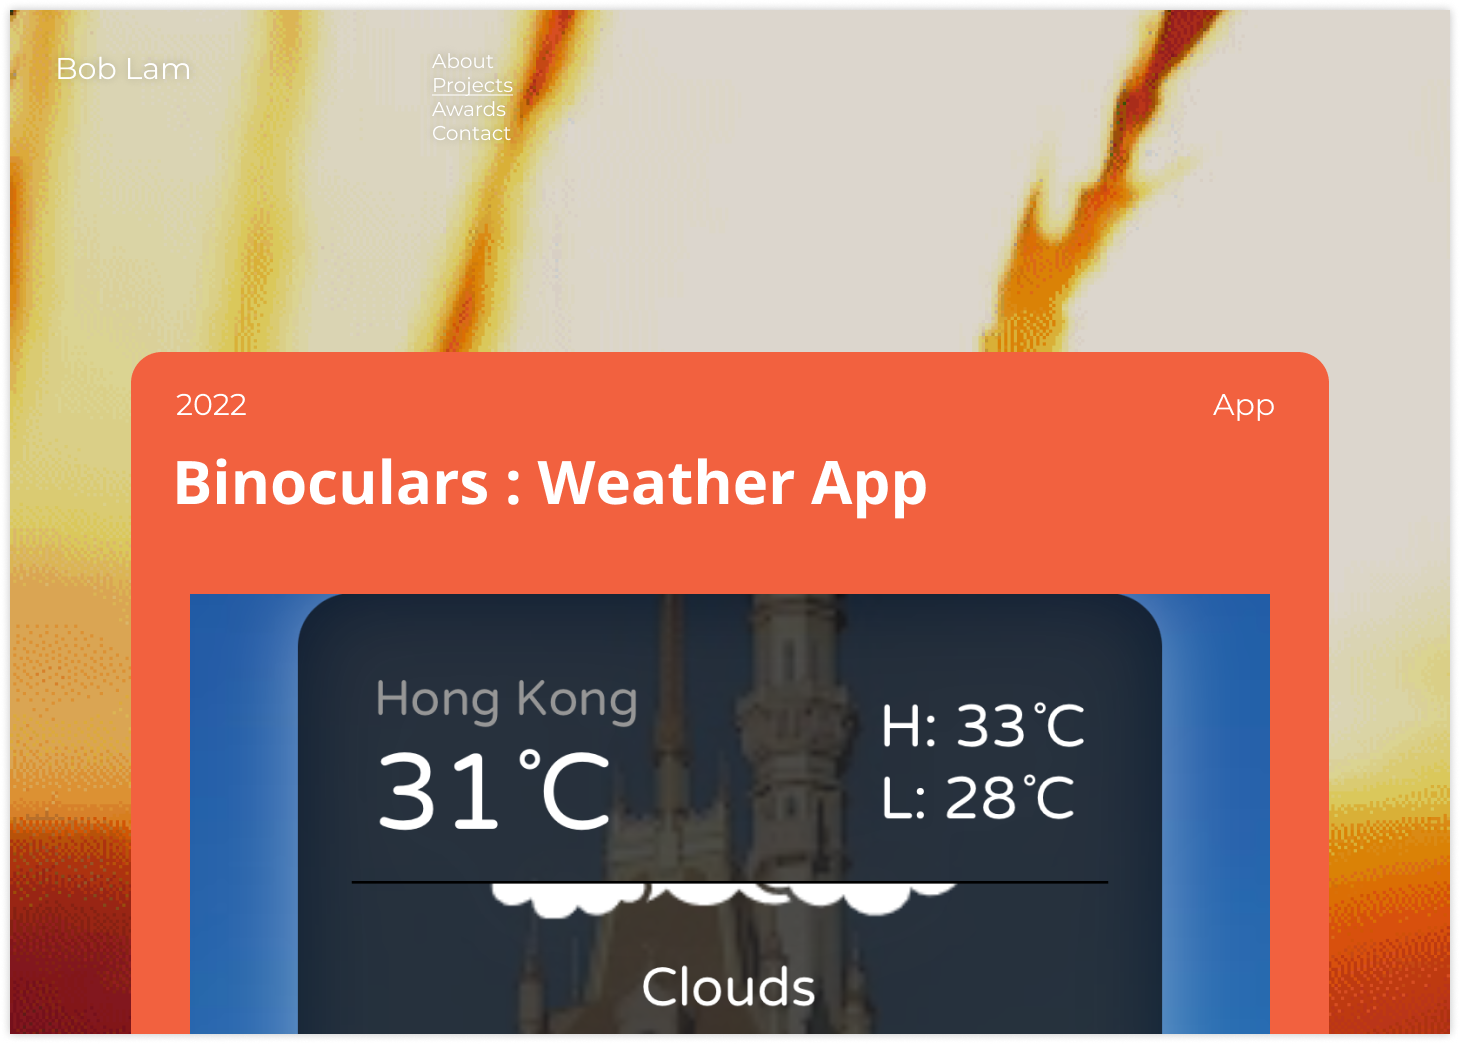 Bob Lam
About
Projects
Awards
Contact
2022
App
Binoculars : Weather App
Hong Kong
31°C
H: 33°C
L: 28°C
Clouds